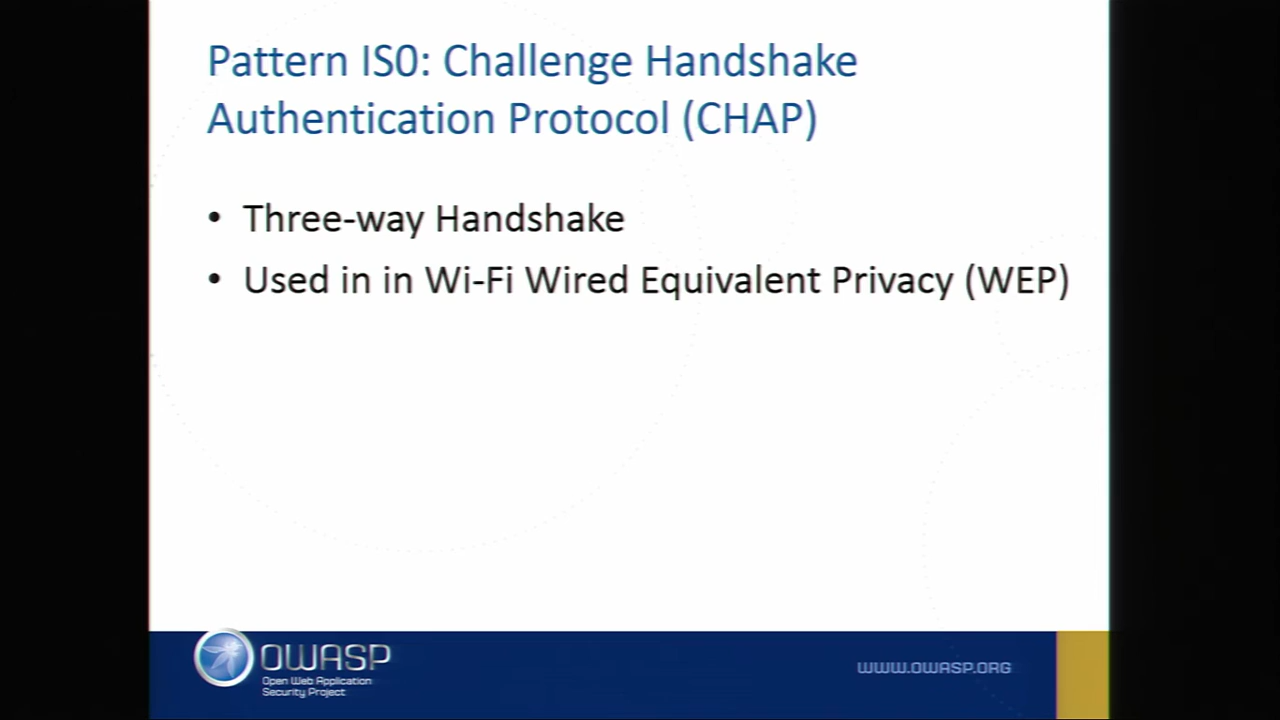 Pattern IS0: Challenge Handshake
Authentication Protocol (CHAP)
• Three-way Handshake
• Used in in Wi-Fi Wired Equivalent Privacy (WEP)
OWASP
Open Web Application
Security Project
WWW.OWASP.ORG